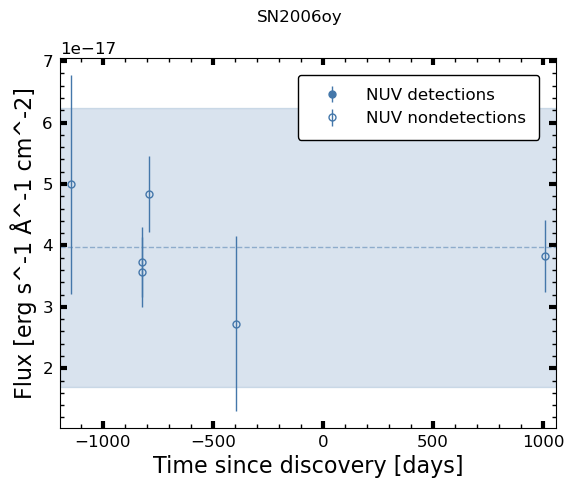 SN2006oy
1e−17
7
6
5
4
3
2
Flux [erg s^-1 Å^-1 cm^-2]
NUV detections
NUV nondetections
−1000 −500 0 500 1000
Time since discovery [days]